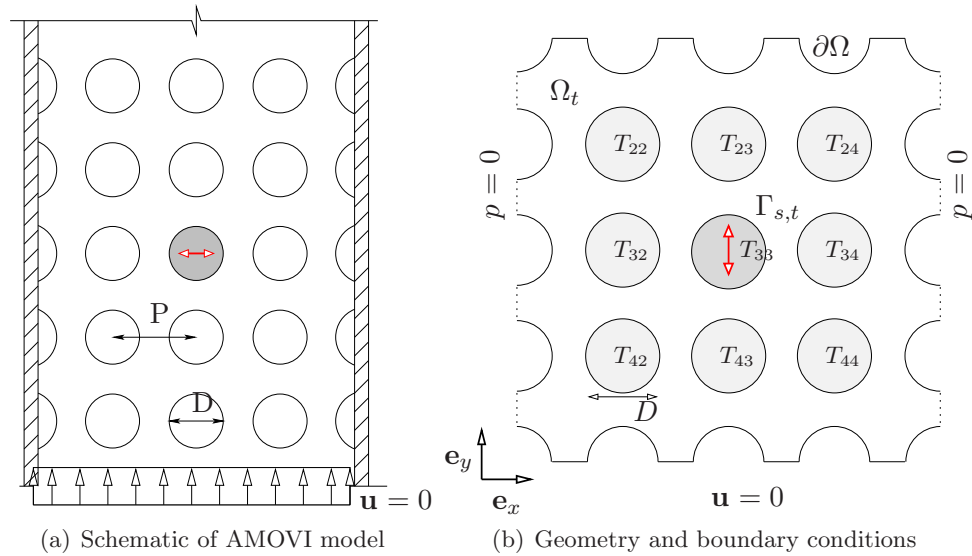 P
D
u = 0
(a) Schematic of AMOVI model
∂Ω
Ω_t
T_22
T_23
T_24
p = 0
p = 0
Γ_{s,t}
T_32
T_33
T_34
T_42
T_43
T_44
D
e_y
e_x
u = 0
(b) Geometry and boundary conditions